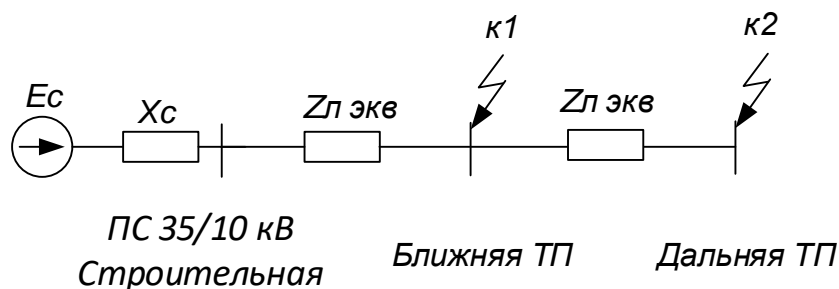 к1
к2
Ес
Хс
Zл экв
Zл экв
ПС 35/10 кВ
Строительная
Ближняя ТП
Дальняя ТП